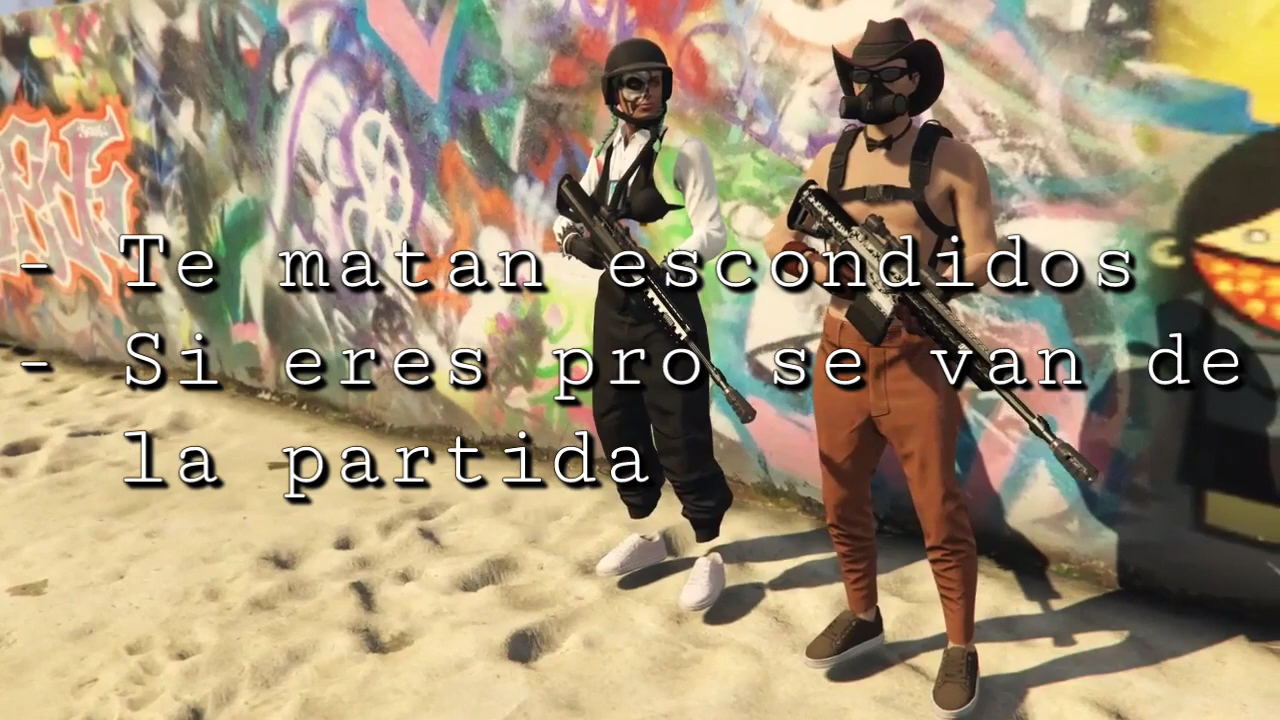 - Te matan escondidos
- Si eres pro se van de
la partida